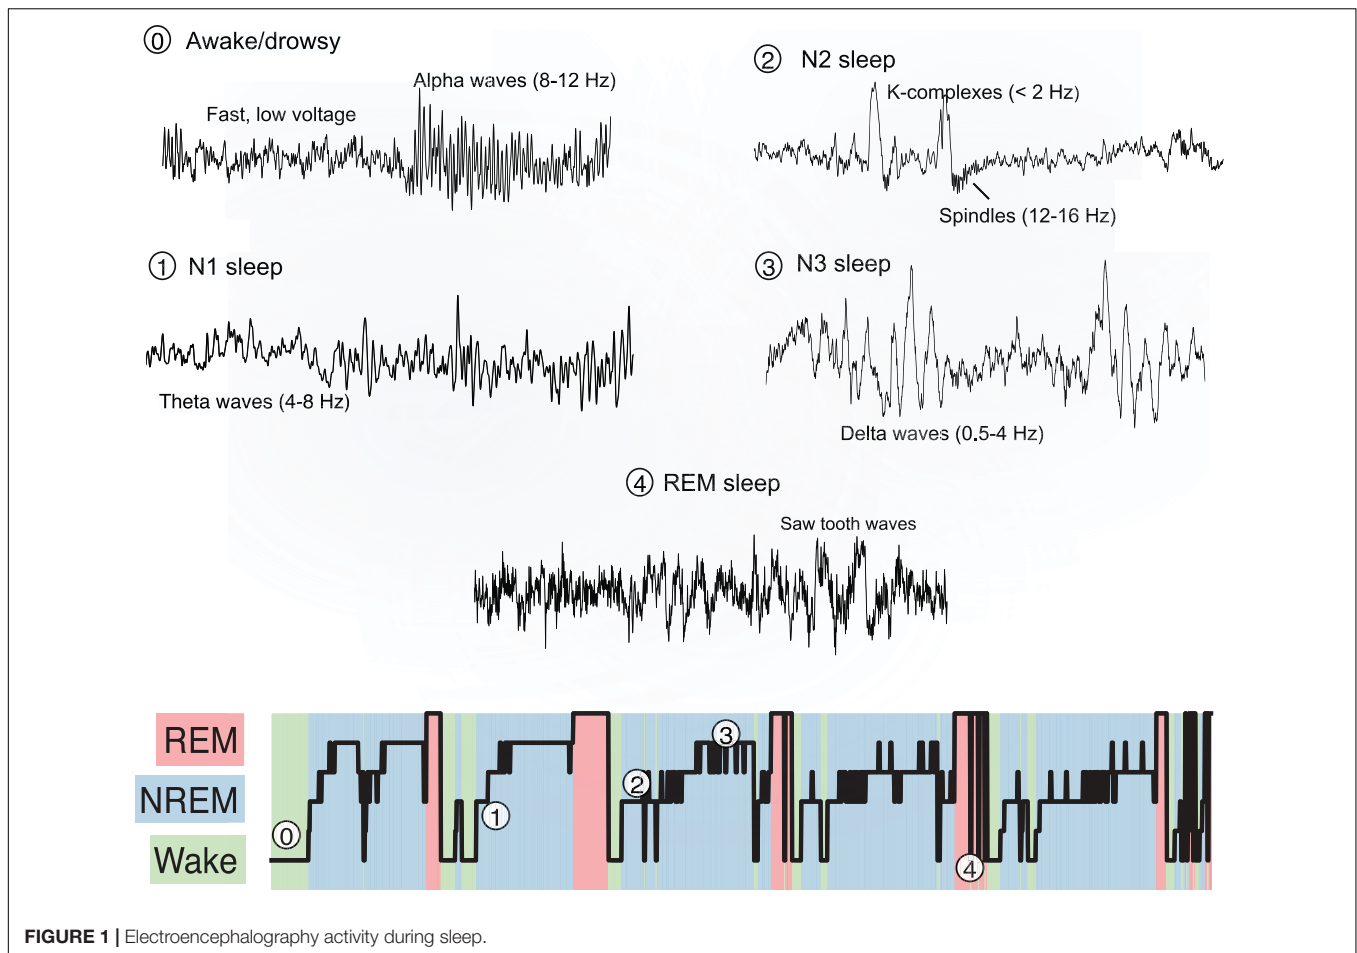 ⓪ Awake/drowsy
Alpha waves (8-12 Hz)
Fast, low voltage
② N2 sleep
K-complexes (< 2 Hz)
Spindles (12-16 Hz)
① N1 sleep
Theta waves (4-8 Hz)
③ N3 sleep
Delta waves (0.5-4 Hz)
④ REM sleep
Saw tooth waves
REM
NREM
Wake
⓪
①
②
③
④
FIGURE 1 | Electroencephalography activity during sleep.